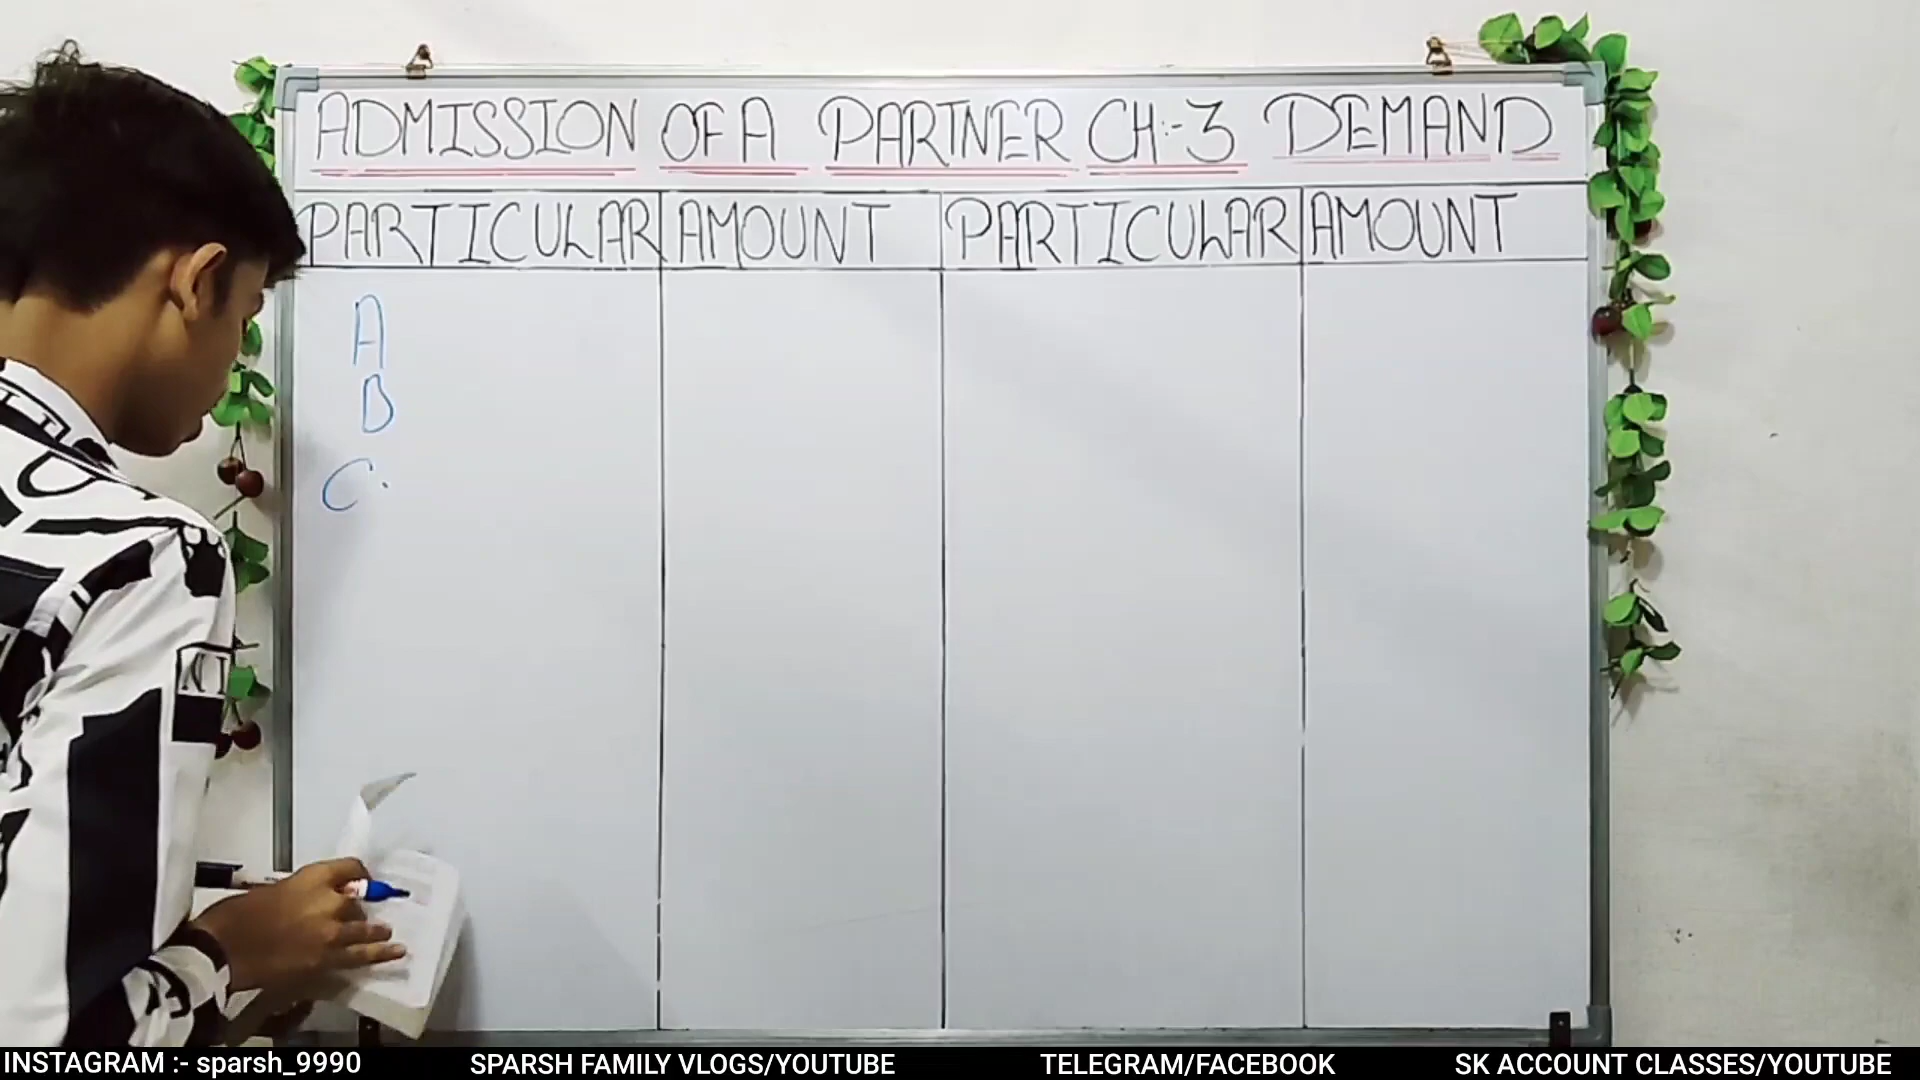 ADMISSION OF A PARTNER CH:-3 DEMAND
PARTICULAR AMOUNT PARTICULAR AMOUNT
A
B
C.
INSTAGRAM :- sparsh_9990 SPARSH FAMILY VLOGS/YOUTUBE TELEGRAM/FACEBOOK SK ACCOUNT CLASSES/YOUTUBE